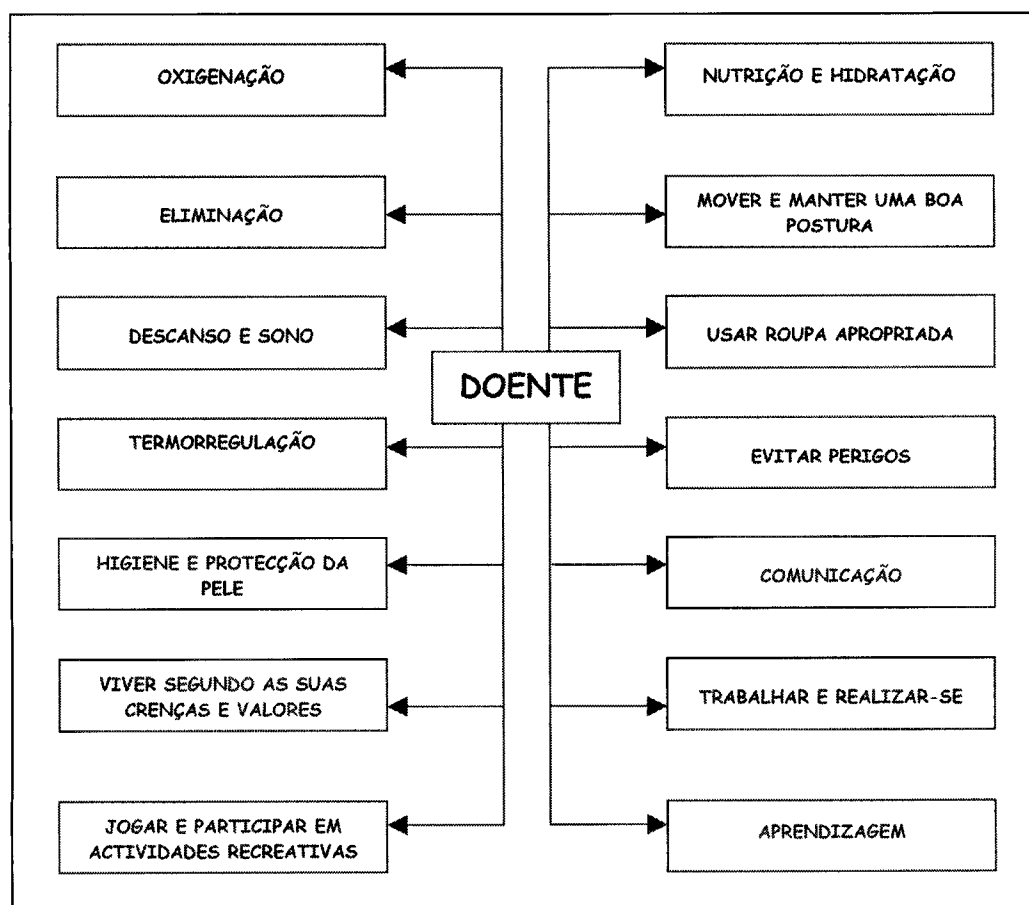 OXIGENAÇÃO
ELIMINAÇÃO
DESCANSO E SONO
TERMORREGULAÇÃO
HIGIENE E PROTECÇÃO DA
PELE
VIVER SEGUNDO AS SUAS
CRENÇAS E VALORES
JOGAR E PARTICIPAR EM
ACTIVIDADES RECREATIVAS
DOENTE
NUTRIÇÃO E HIDRATAÇÃO
MOVER E MANTER UMA BOA
POSTURA
USAR ROUPA APROPRIADA
EVITAR PERIGOS
COMUNICAÇÃO
TRABALHAR E REALIZAR-SE
APRENDIZAGEM